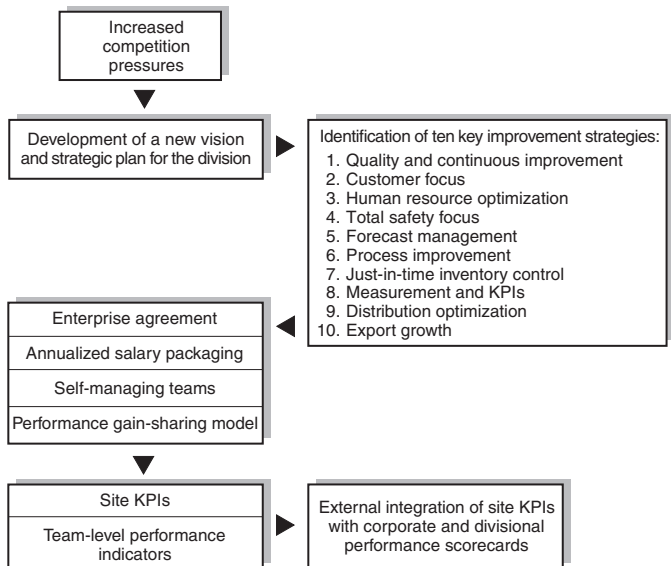 Increased
competition
pressures
Development of a new vision
and strategic plan for the division
Identification of ten key improvement strategies:
1. Quality and continuous improvement
2. Customer focus
3. Human resource optimization
4. Total safety focus
5. Forecast management
6. Process improvement
7. Just-in-time inventory control
8. Measurement and KPIs
9. Distribution optimization
10. Export growth
Enterprise agreement
Annualized salary packaging
Self-managing teams
Performance gain-sharing model
Site KPIs
Team-level performance
indicators
External integration of site KPIs
with corporate and divisional
performance scorecards